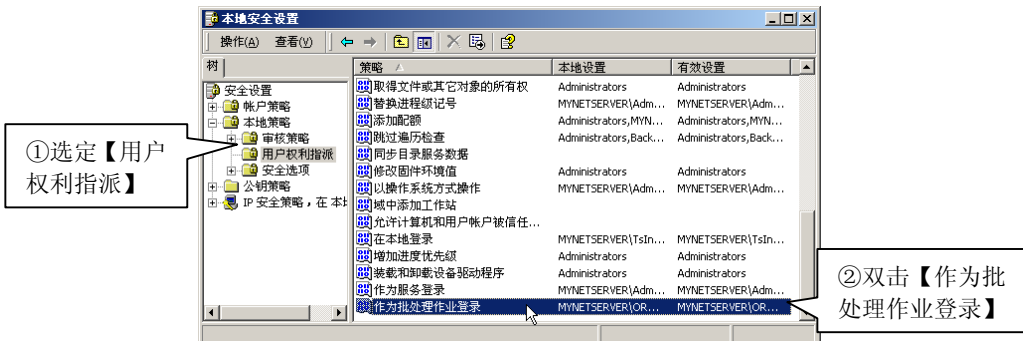 本地安全设置
操作(A) 查看(V)
树
策略 本地设置 有效设置
安全设置
帐户策略
本地策略
审核策略
用户权利指派
安全选项
公钥策略
IP 安全策略，在 本
取得文件或其它对象的所有权 Administrators Administrators
替换进程级记号 MYNETSERVER\Adm... MYNETSERVER\Adm...
添加配额 Administrators,MYN... Administrators,MYN...
跳过遍历检查 Administrators,Back... Administrators,Back...
同步目录服务数据
修改固件环境值 Administrators Administrators
以操作系统方式操作 MYNETSERVER\Adm... MYNETSERVER\Adm...
域中添加工作站
允许计算机和用户帐户被信任...
在本地登录 MYNETSERVER\TsIn... MYNETSERVER\TsIn...
增加进度优先级 Administrators Administrators
装载和卸载设备驱动程序 Administrators Administrators
作为服务登录 MYNETSERVER\Adm... MYNETSERVER\Adm...
作为批处理作业登录 MYNETSERVER\OR... MYNETSERVER\OR...
①选定【用户
权利指派】
②双击【作为批
处理作业登录】